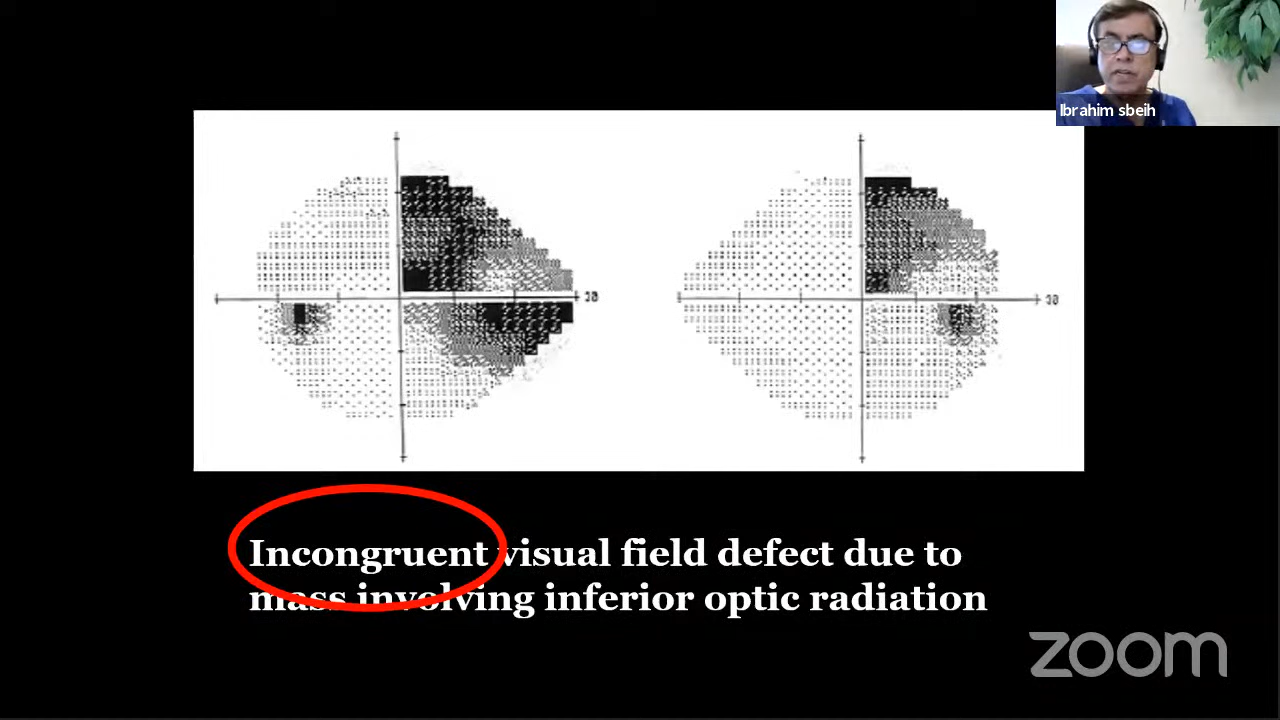 Ibrahim sbeih
30
30
Incongruent visual field defect due to
mass involving inferior optic radiation
zoom